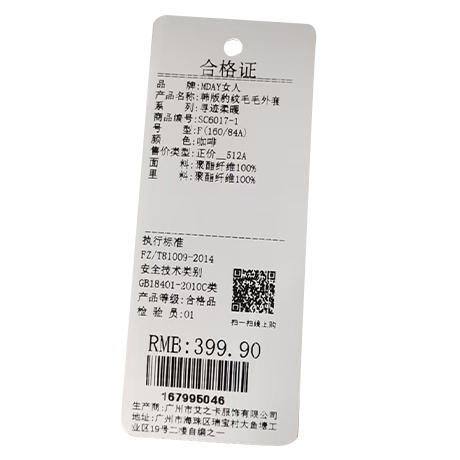 合格证
品 牌:MDAY女人
产品名称:韩版豹纹毛毛外套
系 列:寻迹柔暖
商品编号:SC6017-1
号 型:F(160/84A)
颜 色:咖啡
售价类型:正价__512A
面 料:聚酯纤维100%
里 料:聚酯纤维100%
执行标准
FZ/T81009-2014
安全技术类别
GB18401-2010C类
产品等级:合格品
检 验 员:01
扫一扫线上购
RMB:399.90
167995046
生产商:广州市艾之卡服饰有限公司
地址:广州市海珠区瑞宝村大鱼塘工
业区19号二楼自编之一